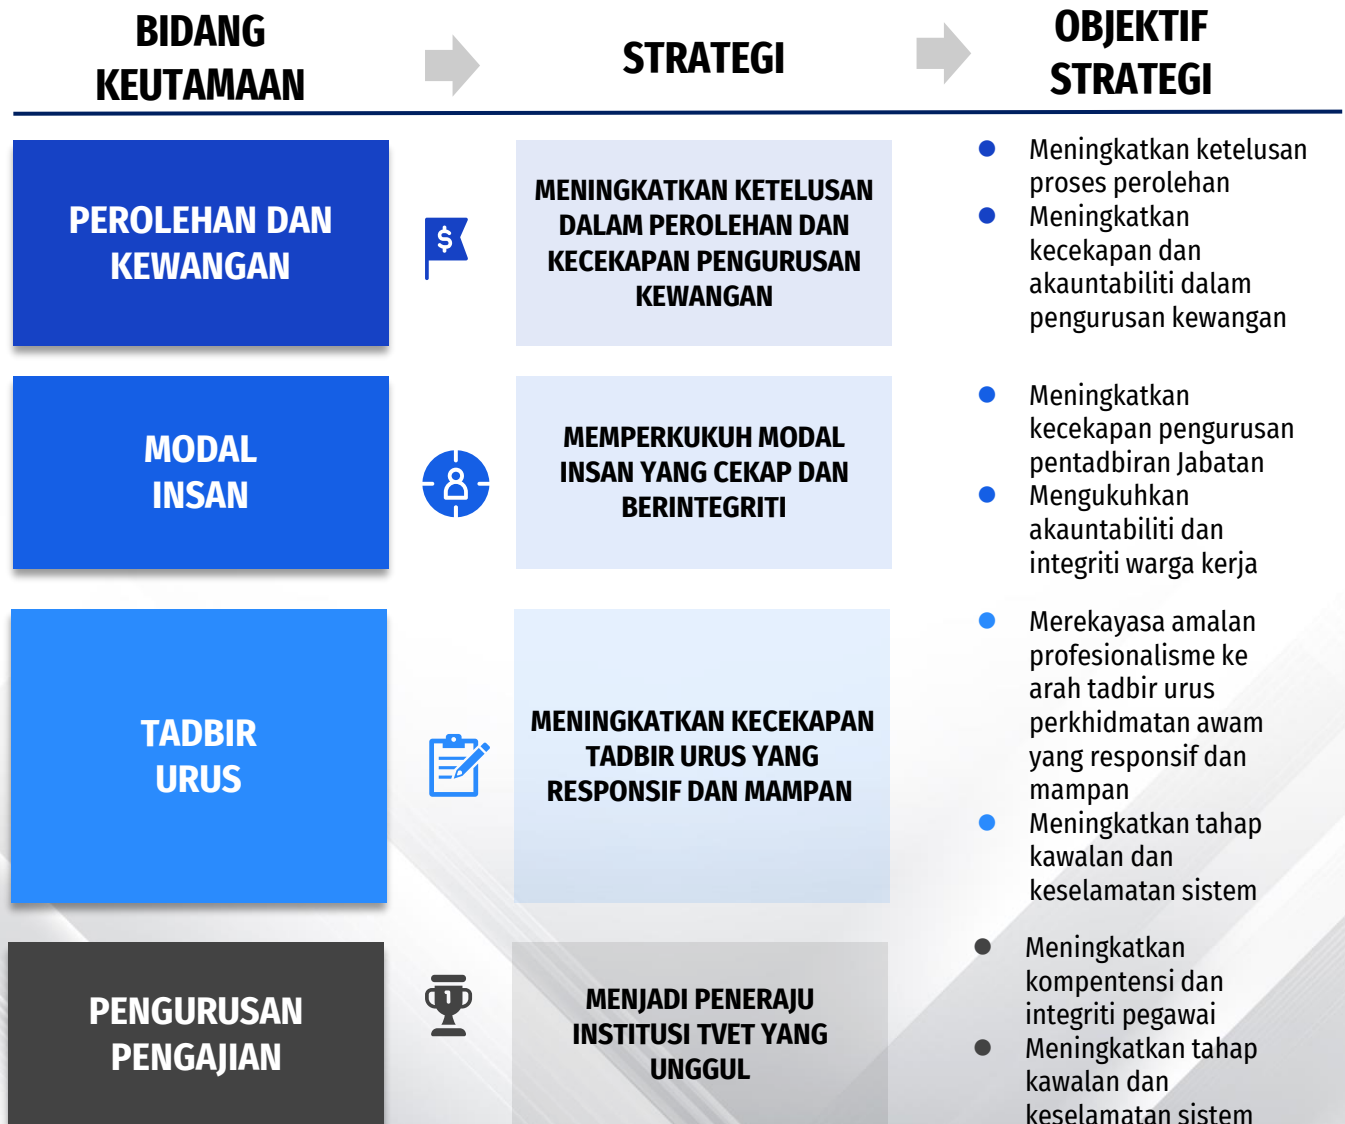 BIDANG
KEUTAMAAN
STRATEGI
OBJEKTIF
STRATEGI
PEROLEHAN DAN
KEWANGAN
$
MENINGKATKAN KETELUSAN
DALAM PEROLEHAN DAN
KECEKAPAN PENGURUSAN
KEWANGAN
● Meningkatkan ketelusan
proses perolehan
● Meningkatkan
kecekapan dan
akauntabiliti dalam
pengurusan kewangan
MODAL
INSAN
MEMPERKUKUH MODAL
INSAN YANG CEKAP DAN
BERINTEGRITI
● Meningkatkan
kecekapan pengurusan
pentadbiran Jabatan
● Mengukuhkan
akauntabiliti dan
integriti warga kerja
TADBIR
URUS
MENINGKATKAN KECEKAPAN
TADBIR URUS YANG
RESPONSIF DAN MAMPAN
● Merekayasa amalan
profesionalisme ke
arah tadbir urus
perkhidmatan awam
yang responsif dan
mampan
● Meningkatkan tahap
kawalan dan
keselamatan sistem
PENGURUSAN
PENGAJIAN
1
MENJADI PENERAJU
INSTITUSI TVET YANG
UNGGUL
● Meningkatkan
kompentensi dan
integriti pegawai
● Meningkatkan tahap
kawalan dan
keselamatan sistem